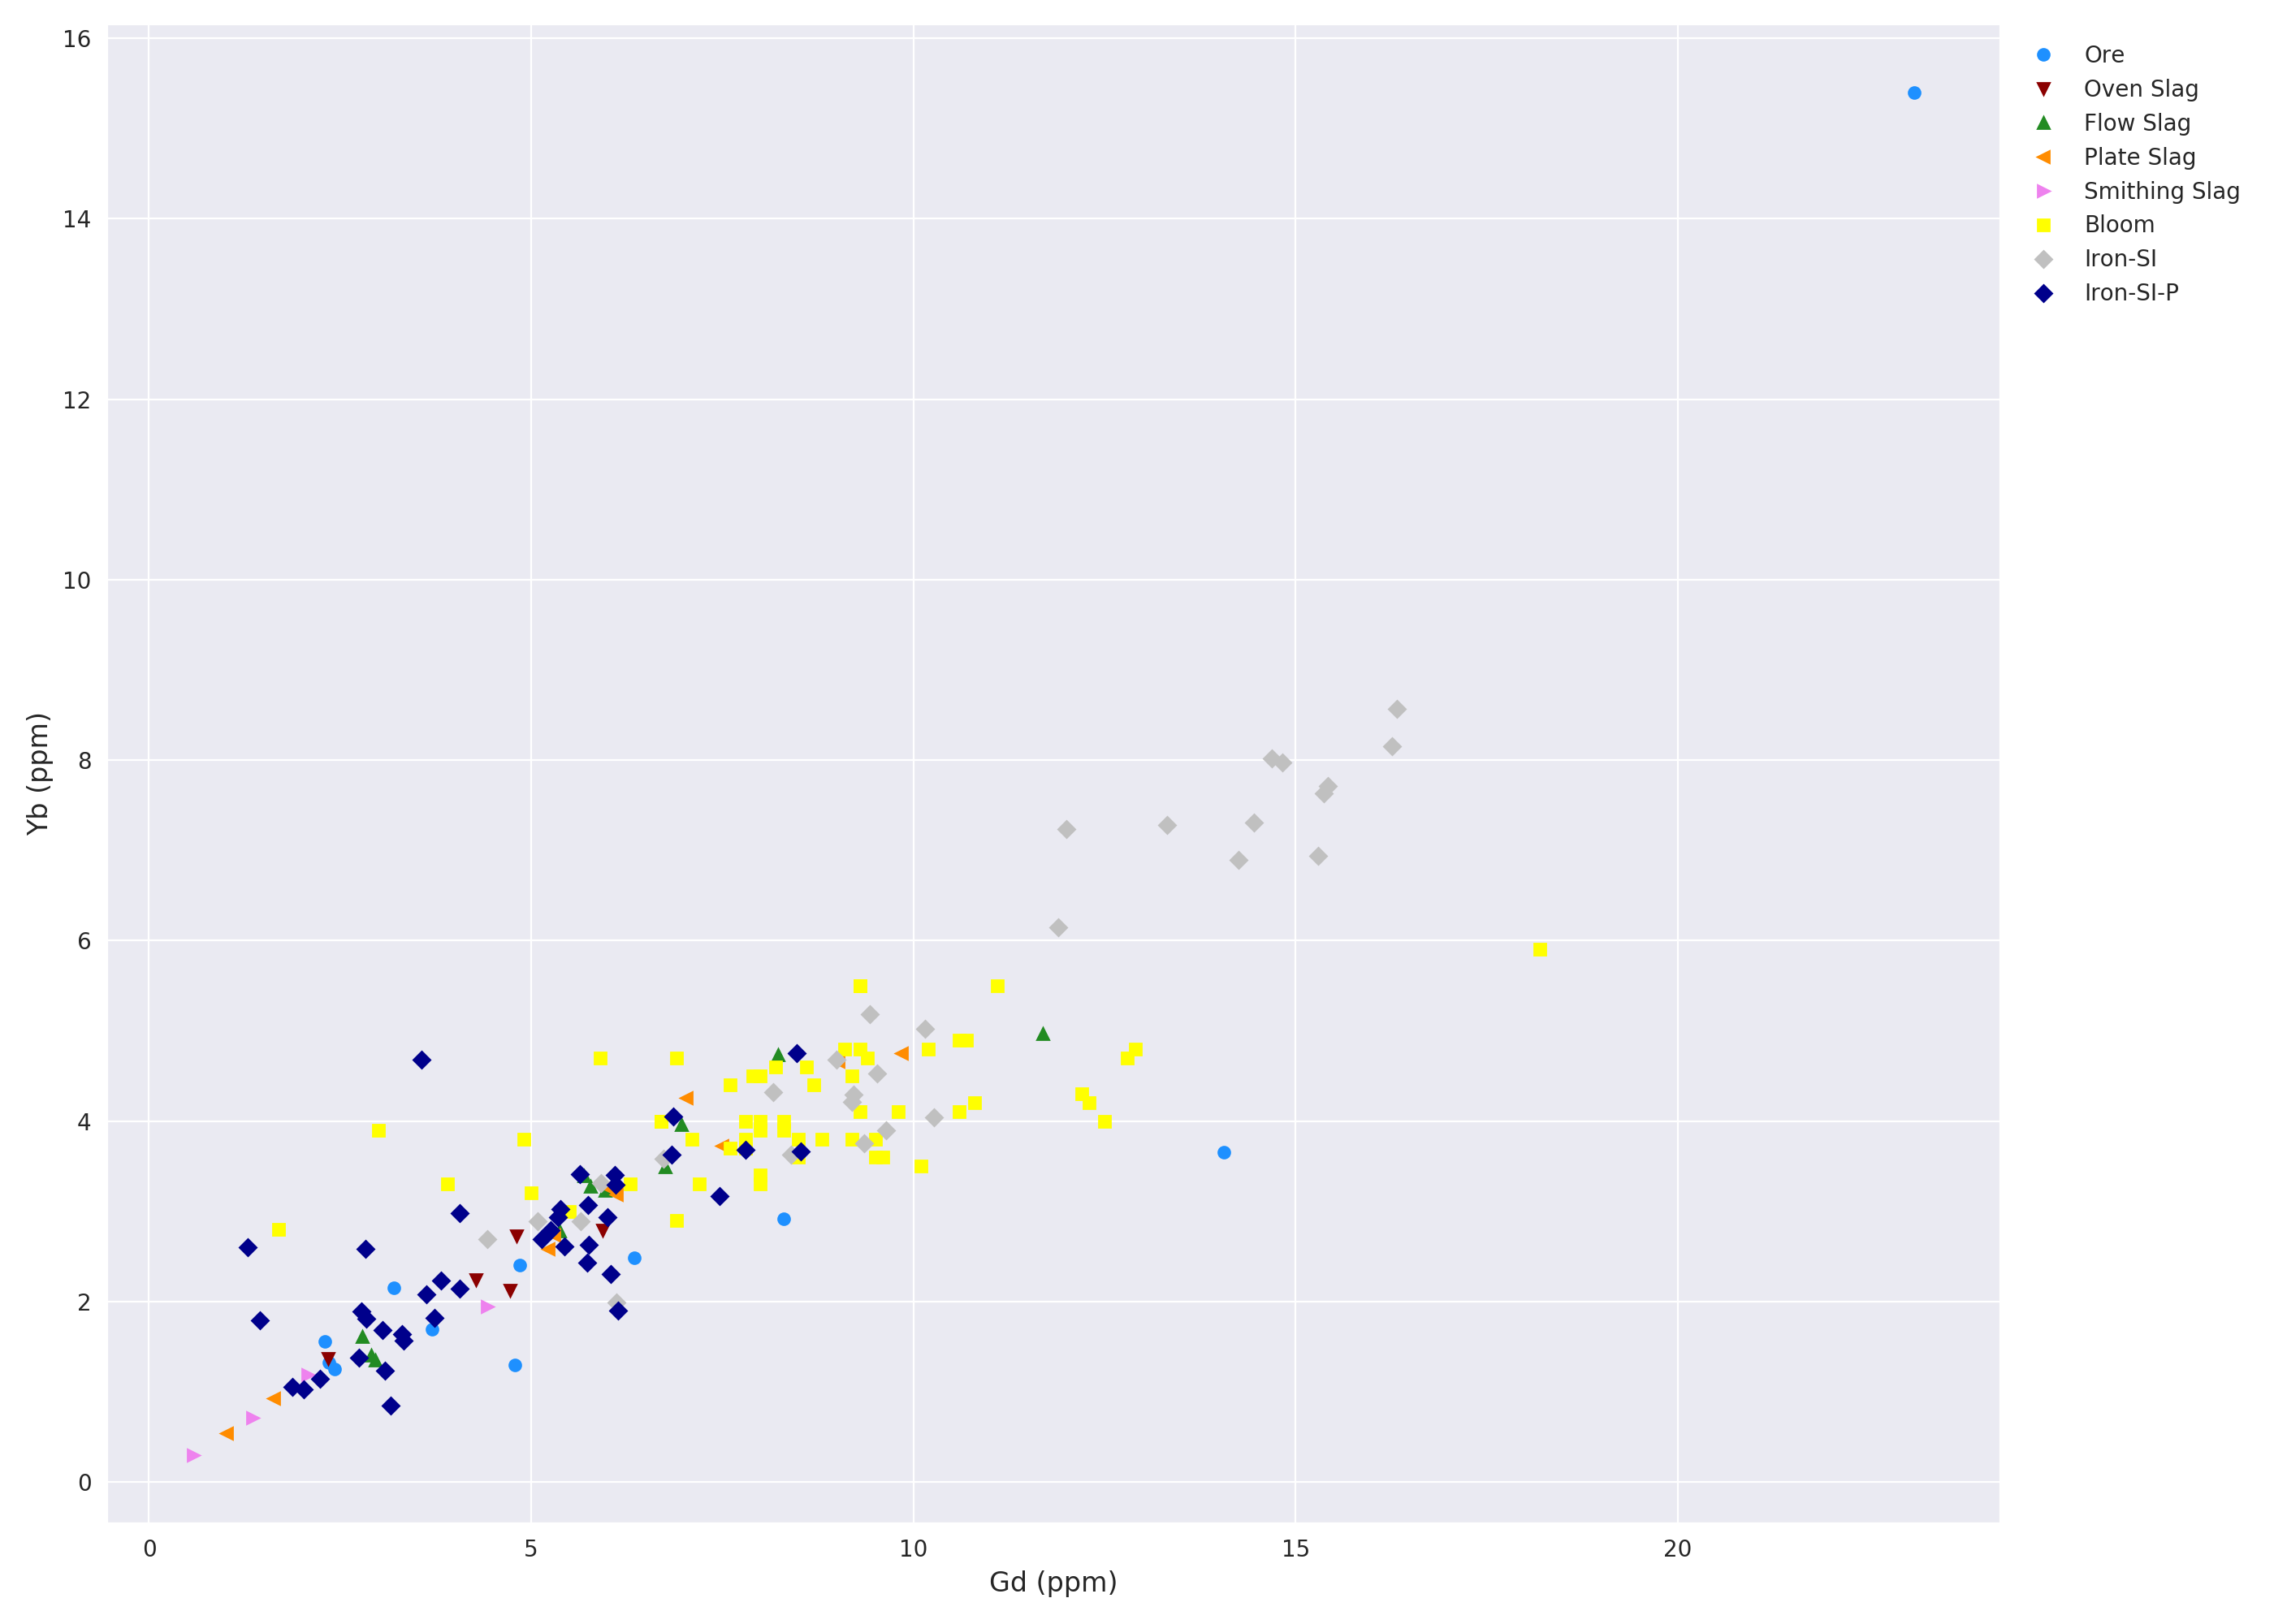 16
14
12
10
8
6
4
2
0
Yb (ppm)
0 5 10 15 20
Gd (ppm)
Ore
Oven Slag
Flow Slag
Plate Slag
Smithing Slag
Bloom
Iron-SI
Iron-SI-P